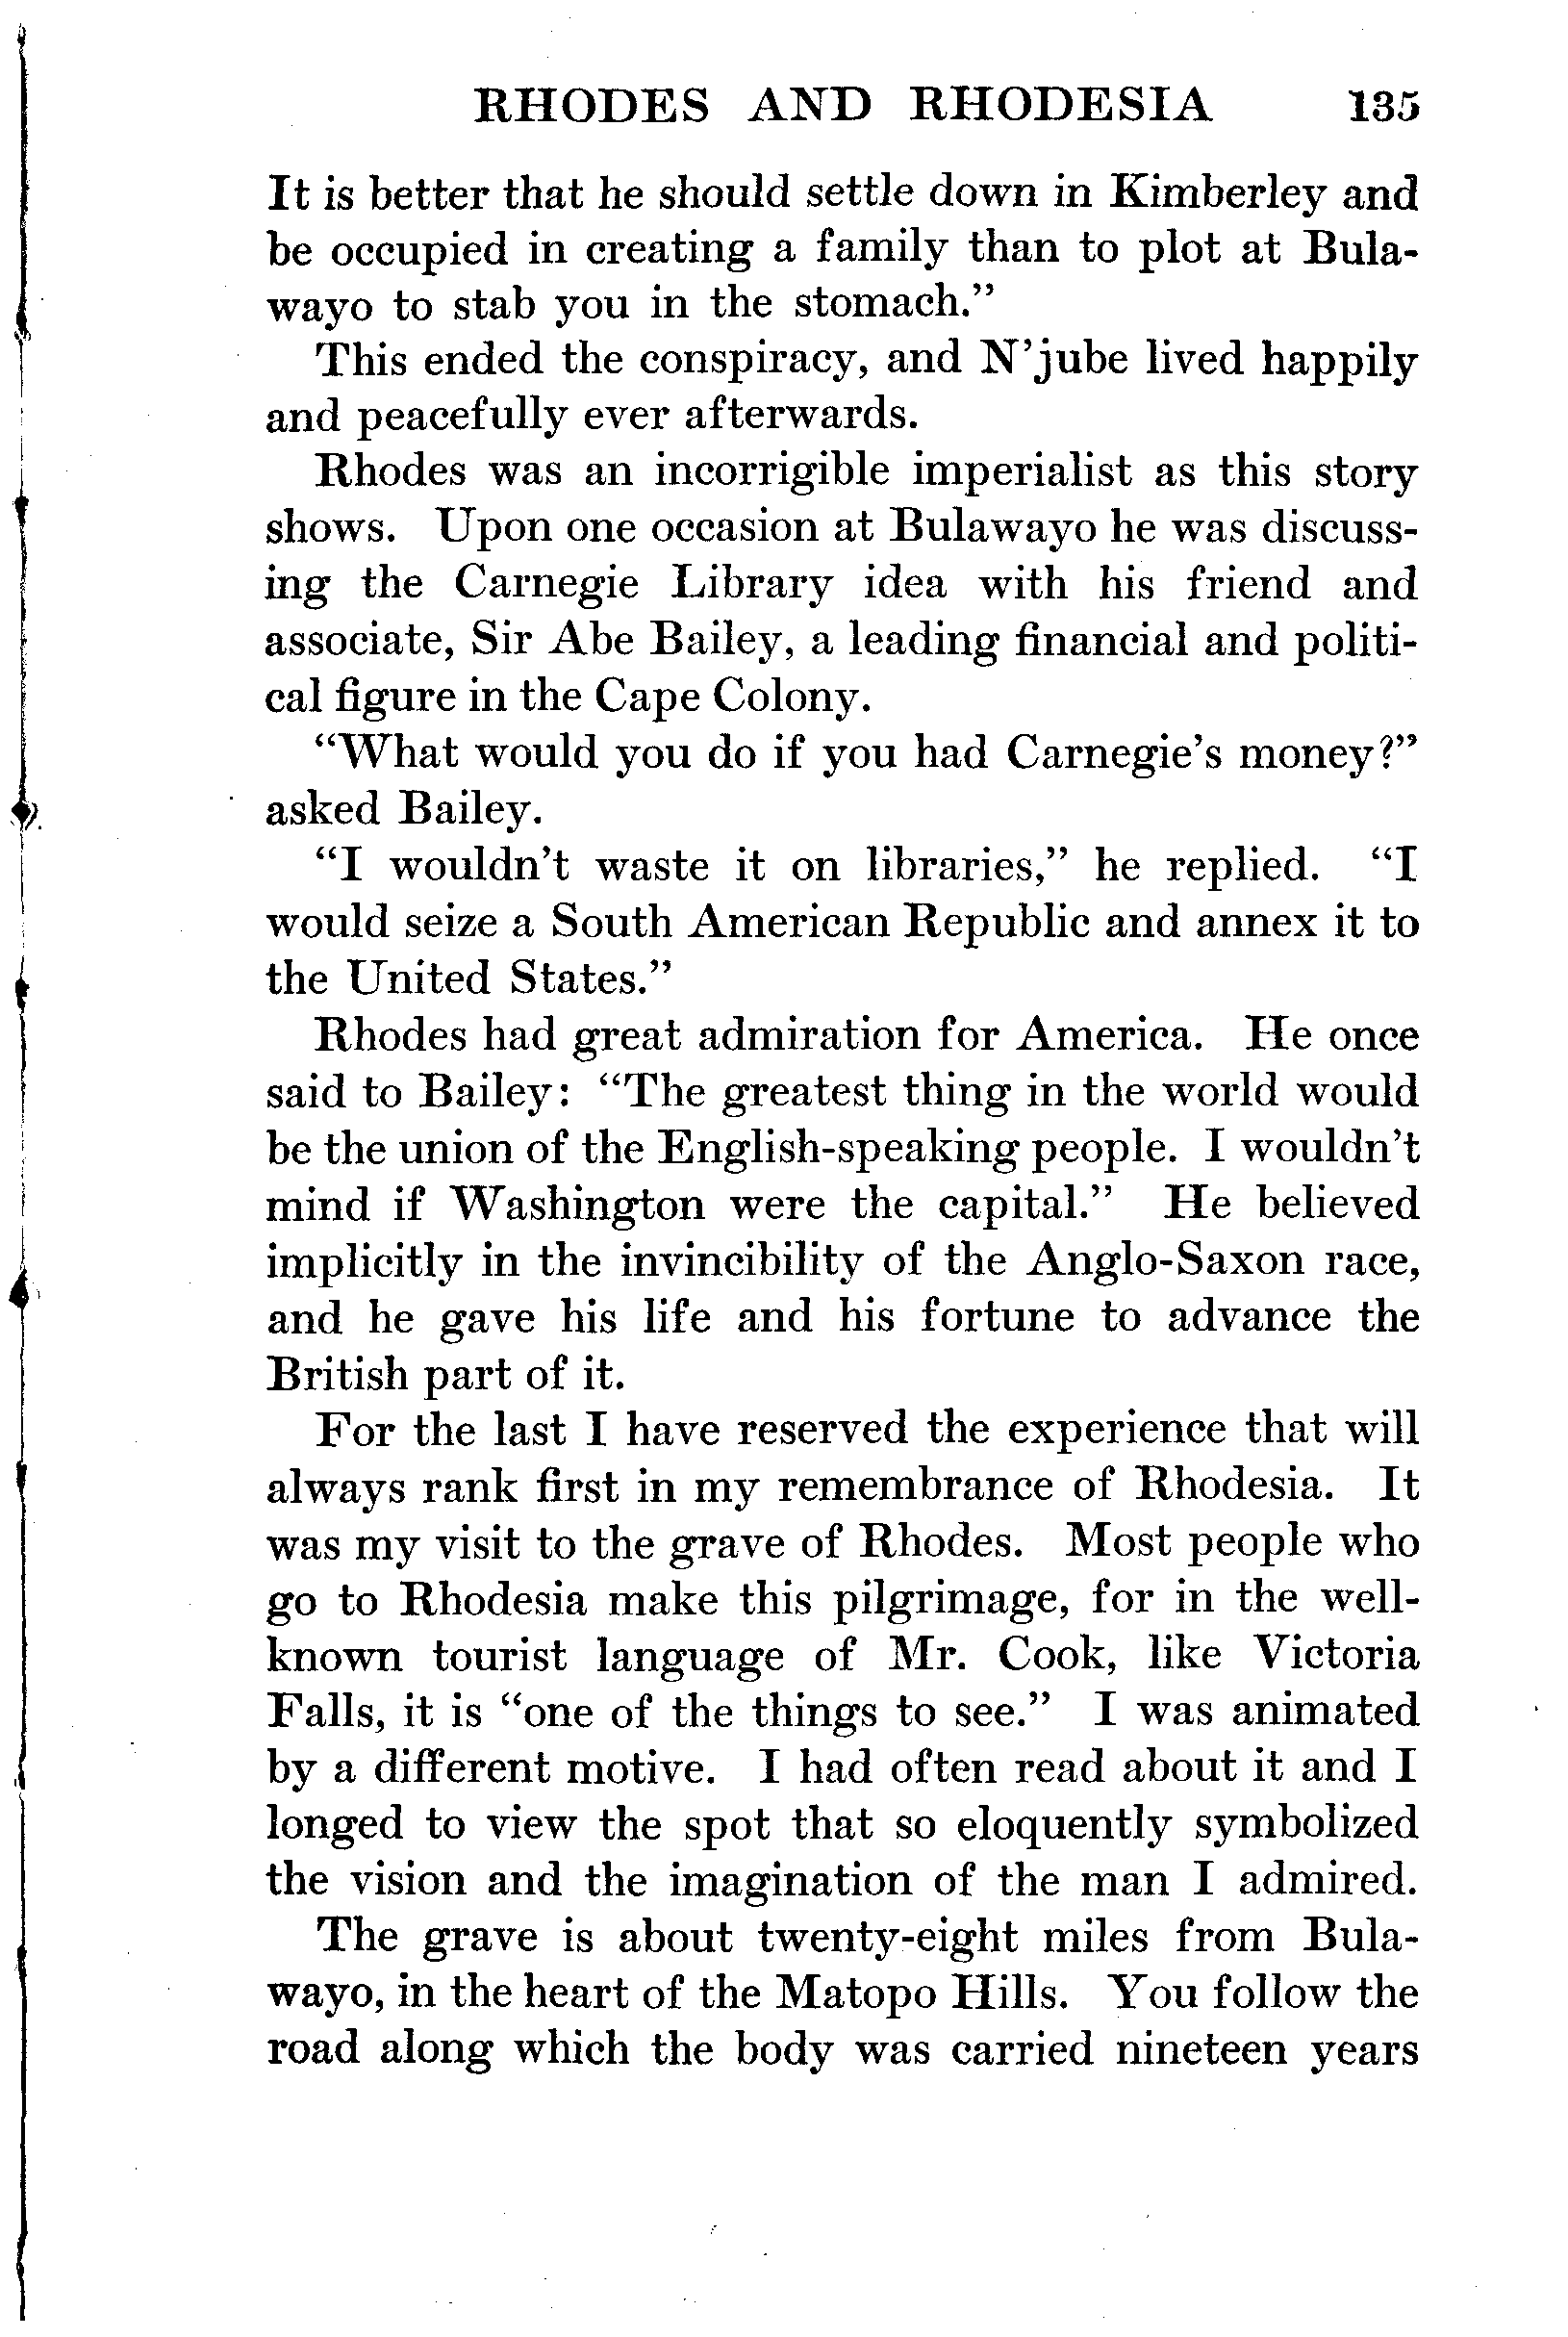 RHODES AND RHODESIA 135
It is better that he should settle down in Kimberley and
be occupied in creating a family than to plot at Bula-
wayo to stab you in the stomach.”
This ended the conspiracy, and N’jube lived happily
and peacefully ever afterwards.
Rhodes was an incorrigible imperialist as this story
shows. Upon one occasion at Bulawayo he was discuss-
ing the Carnegie Library idea with his friend and
associate, Sir Abe Bailey, a leading financial and politi-
cal figure in the Cape Colony.
“What would you do if you had Carnegie’s money?”
asked Bailey.
“I wouldn’t waste it on libraries,” he replied. “I
would seize a South American Republic and annex it to
the United States.”
Rhodes had great admiration for America. He once
said to Bailey: “The greatest thing in the world would
be the union of the English-speaking people. I wouldn’t
mind if Washington were the capital.” He believed
implicitly in the invincibility of the Anglo-Saxon race,
and he gave his life and his fortune to advance the
British part of it.
For the last I have reserved the experience that will
always rank first in my remembrance of Rhodesia. It
was my visit to the grave of Rhodes. Most people who
go to Rhodesia make this pilgrimage, for in the well-
known tourist language of Mr. Cook, like Victoria
Falls, it is “one of the things to see.” I was animated
by a different motive. I had often read about it and I
longed to view the spot that so eloquently symbolized
the vision and the imagination of the man I admired.
The grave is about twenty-eight miles from Bula-
wayo, in the heart of the Matopo Hills. You follow the
road along which the body was carried nineteen years